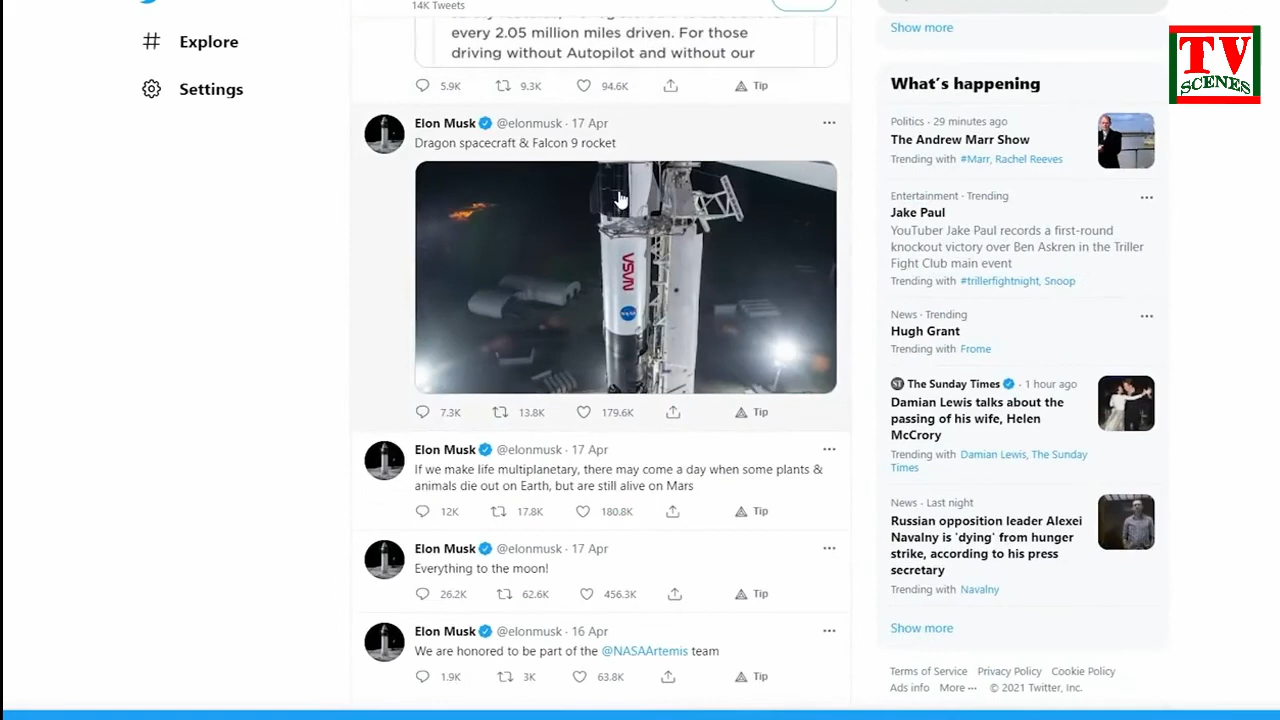 14K Tweets
every 2.05 million miles driven. For those
driving without Autopilot and without our
5.9K 9.3K 94.6K Tip
Explore
Settings
Elon Musk @elonmusk · 17 Apr
Dragon spacecraft & Falcon 9 rocket
NASA
NASA
7.3K 13.8K 179.6K Tip
Elon Musk @elonmusk · 17 Apr
If we make life multiplanetary, there may come a day when some plants &
animals die out on Earth, but are still alive on Mars
12K 17.8K 180.8K Tip
Elon Musk @elonmusk · 17 Apr
Everything to the moon!
26.2K 62.6K 456.3K Tip
Elon Musk @elonmusk · 16 Apr
We are honored to be part of the @NASAArtemis team
1.9K 3K 63.8K Tip
Show more
TV
SCENES
What's happening
Politics · 29 minutes ago
The Andrew Marr Show
Trending with #Marr, Rachel Reeves
Entertainment · Trending
Jake Paul
YouTuber Jake Paul records a first-round
knockout victory over Ben Askren in the Triller
Fight Club main event
Trending with #trillerfightnight, Snoop
News · Trending
Hugh Grant
Trending with Frome
The Sunday Times · 1 hour ago
Damian Lewis talks about the
passing of his wife, Helen
McCrory
Trending with Damian Lewis, The Sunday
Times
News · Last night
Russian opposition leader Alexei
Navalny is 'dying' from hunger
strike, according to his press
secretary
Trending with Navalny
Show more
Terms of Service Privacy Policy Cookie Policy
Ads info More ··· © 2021 Twitter, Inc.